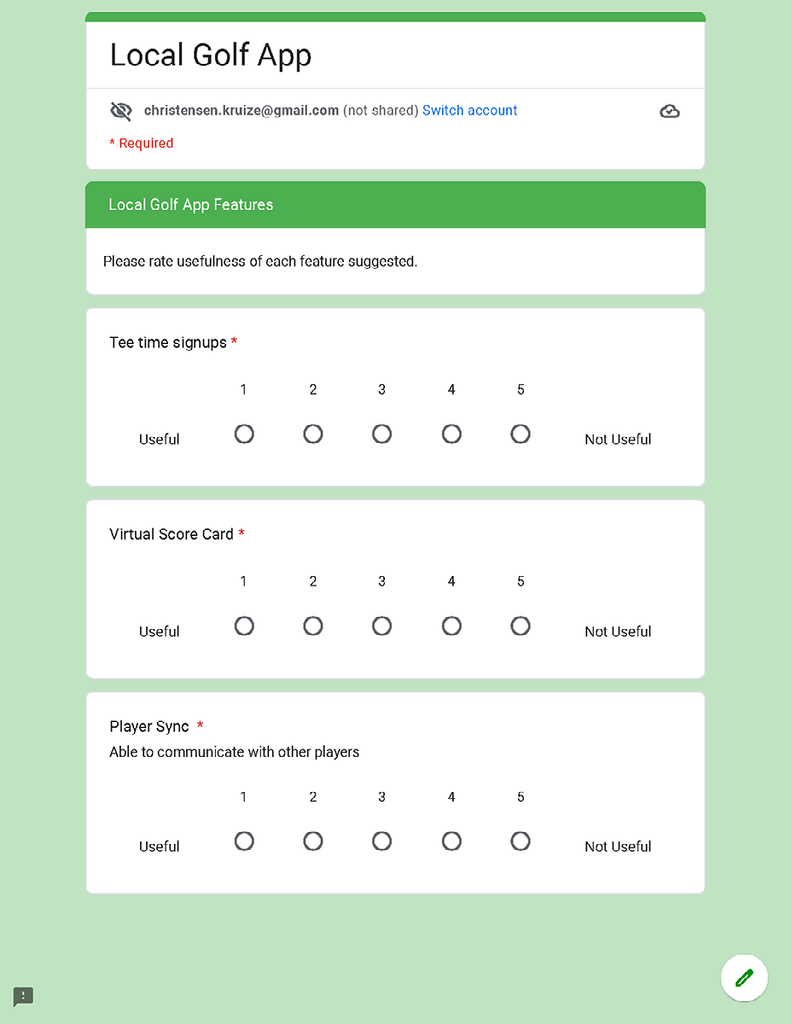 Local Golf App
christensen.kruize@gmail.com (not shared) Switch account
* Required
Local Golf App Features
Please rate usefulness of each feature suggested.
Tee time signups *
1 2 3 4 5
Useful Not Useful
Virtual Score Card *
1 2 3 4 5
Useful Not Useful
Player Sync *
Able to communicate with other players
1 2 3 4 5
Useful Not Useful